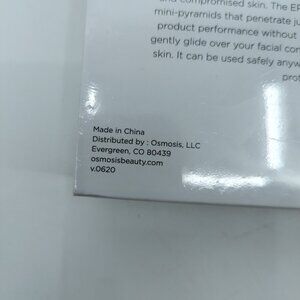 and compromised skin. The
mini-pyramids that penetrate
product performance without
gently glide over your facial
skin. It can be used safely
Made in China
Distributed by : Osmosis, LLC
Evergreen, CO 80439
osmosisbeauty.com
v.0620